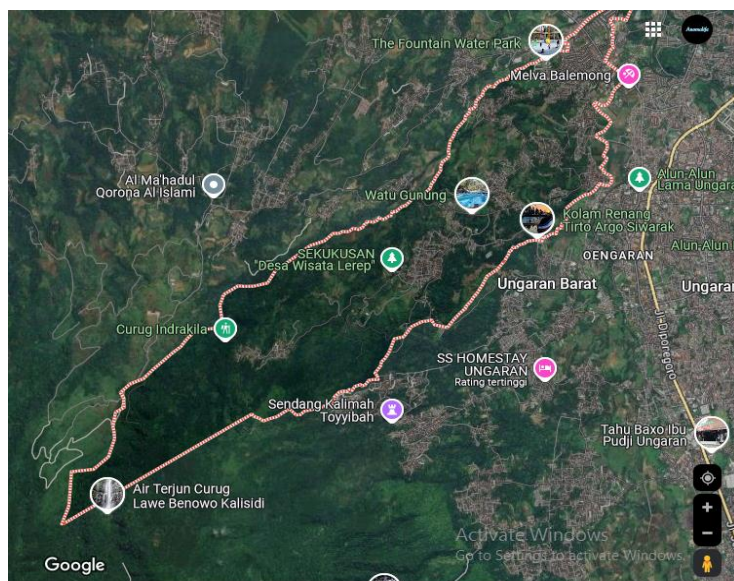 The Fountain Water Park
Melva Balemong
Al Ma'hadul
Qorona Al Islami
Watu Gunung
Alun-Alun
Lama Ungara
Kolam Renang
Tirto Argo Siwarak
SEKUKUSAN
"Desa Wisata Lerep"
OENGARAN
Alun-Alun
Ungaran Barat
Ungaran
Jl. Diponegoro
Curug Indrakila
SS HOMESTAY
UNGARAN
Rating tertinggi
Sendang Kalimah
Toyyibah
Tahu Baxo Ibu
Pudji Ungaran
Air Terjun Curug
Lawe Benowo Kalisidi
Activate Windows
Go to Settings to activate Windows.
Google